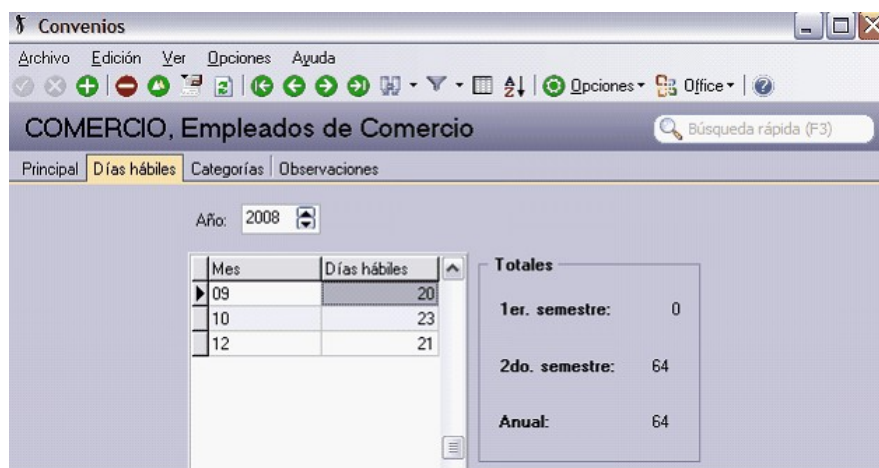 Convenios
Archivo Edición Ver Opciones Ayuda
Opciones Office
COMERCIO, Empleados de Comercio
Búsqueda rápida (F3)
Principal Días hábiles Categorías Observaciones
Año: 2008
Mes Días hábiles
09 20
10 23
12 21
Totales
1er. semestre: 0
2do. semestre: 64
Anual: 64